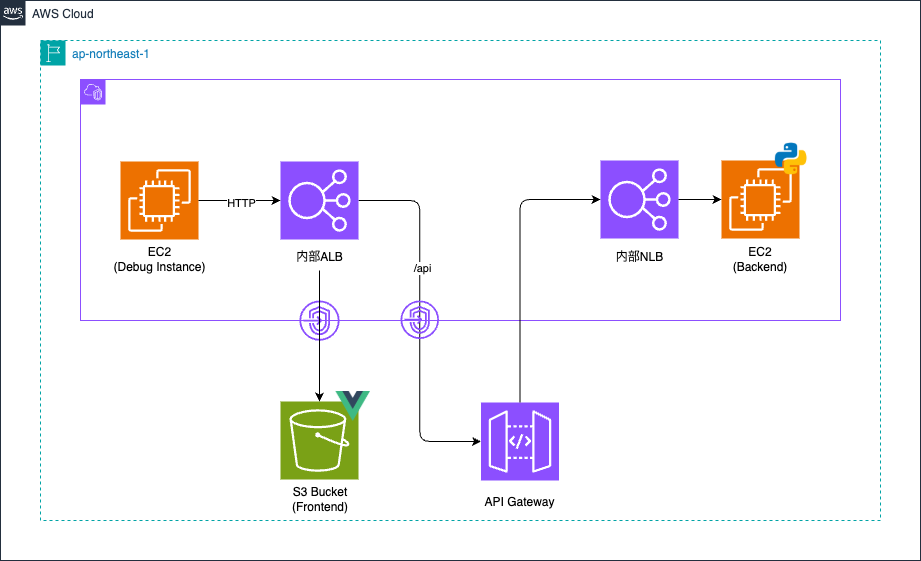 aws
AWS Cloud
ap-northeast-1
HTTP
EC2
(Debug Instance)
内部ALB
/api
内部NLB
EC2
(Backend)
S3 Bucket
(Frontend)
</>
API Gateway